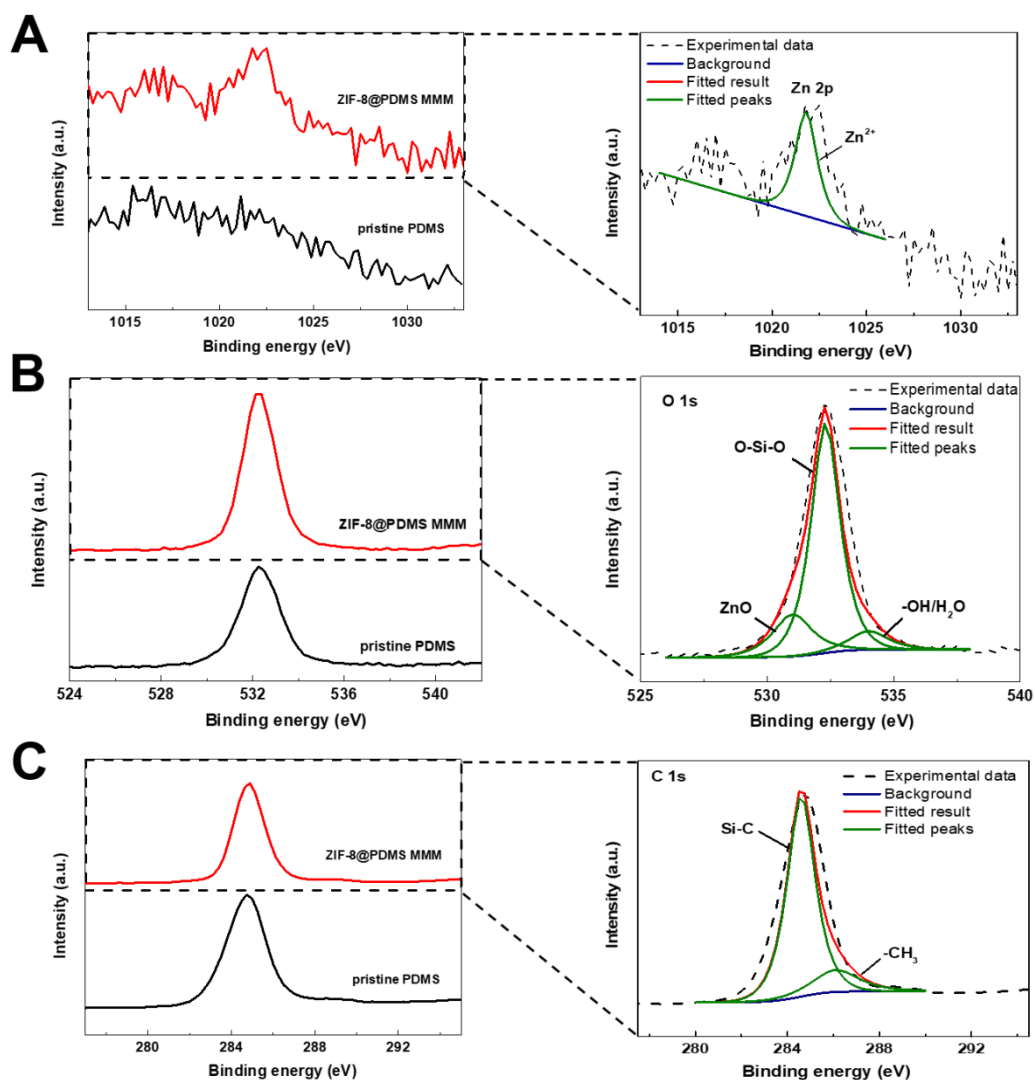 A
ZIF-8@PDMS MMM
pristine PDMS
Intensity (a.u.)
1015 1020 1025 1030
Binding energy (eV)
Experimental data
Background
Fitted result
Fitted peaks
Zn 2p
Zn²⁺
Intensity (a.u.)
1015 1020 1025 1030
Binding energy (eV)
B
ZIF-8@PDMS MMM
pristine PDMS
Intensity (a.u.)
524 528 532 536 540
Binding energy (eV)
O 1s
Experimental data
Background
Fitted result
Fitted peaks
O-Si-O
ZnO
-OH/H₂O
Intensity (a.u.)
525 530 535 540
Binding energy (eV)
C
ZIF-8@PDMS MMM
pristine PDMS
Intensity (a.u.)
280 284 288 292
Binding energy (eV)
C 1s
Experimental data
Background
Fitted result
Fitted peaks
Si-C
-CH₃
Intensity (a.u.)
280 284 288 292
Binding energy (eV)